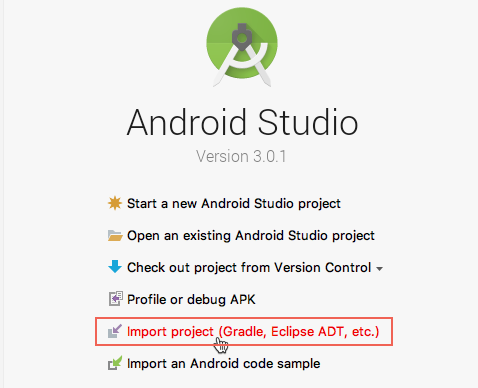 Android Studio
Version 3.0.1
Start a new Android Studio project
Open an existing Android Studio project
Check out project from Version Control
Profile or debug APK
Import project (Gradle, Eclipse ADT, etc.)
Import an Android code sample